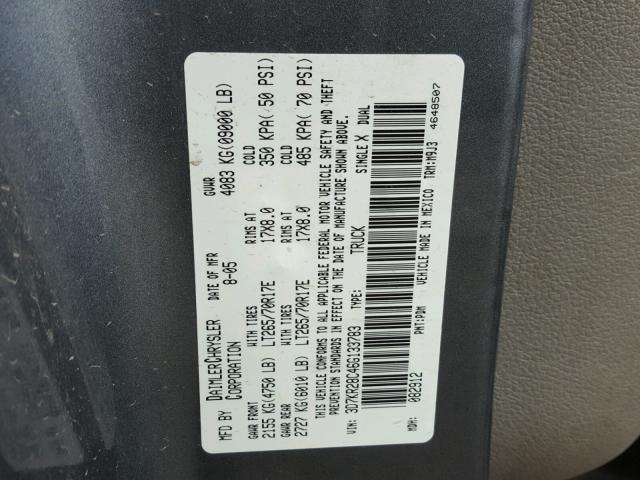 MFD BY DAIMLERCHRYSLER CORPORATION DATE OF MFR 8-05 GVWR 4083 KG(09000 LB)
GAWR FRONT WITH TIRES RIMS AT COLD
2155 KG(4750 LB) LT265/70R17E 17X8.0 350 KPA( 50 PSI)
GAWR REAR WITH TIRES RIMS AT COLD
2727 KG(6010 LB) LT265/70R17E 17X8.0 485 KPA( 70 PSI)
THIS VEHICLE CONFORMS TO ALL APPLICABLE FEDERAL MOTOR VEHICLE SAFETY AND THEFT
PREVENTION STANDARDS IN EFFECT ON THE DATE OF MANUFACTURE SHOWN ABOVE.
VIN: 3D7KR28C46G133783 TYPE: TRUCK SINGLE X DUAL
MDH: 082912 PNT:PDM VEHICLE MADE IN MEXICO TRM:M9J3 4648507